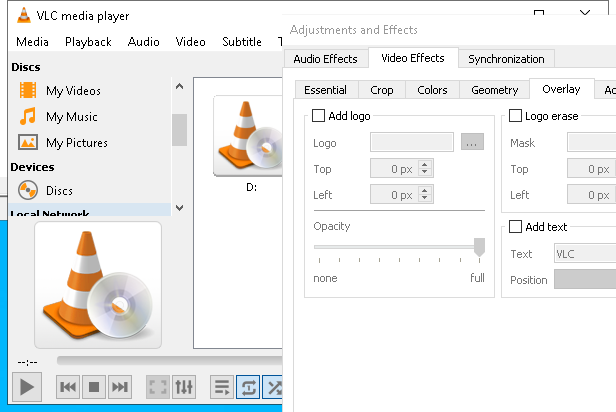 VLC media player
Media Playback Audio Video Subtitle
Discs
My Videos
My Music
My Pictures
Devices
Discs
Local Network
D:
--:--
Adjustments and Effects
Audio Effects Video Effects Synchronization
Essential Crop Colors Geometry Overlay
Add logo
Logo ...
Top 0 px
Left 0 px
Opacity
none full
Logo erase
Mask
Top 0 px
Left 0 px
Add text
Text VLC
Position